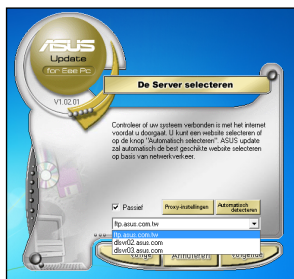 ASUS
Update
for Eee Pc
V1.02.01
De Server selecteren
Controleer of uw systeem verbonden is met het internet
voordat u doorgaat. U kunt een website selecteren of
op de knop "Automatisch selecteren". ASUS update
zal automatisch de best geschikte website selecteren
op basis van netwerkverkeer.
Passief
Proxy-instellingen
Automatisch
detecteren
ftp.asus.com.tw
ftp.asus.com.tw
dlsvr02.asus.com
dlsvr03.asus.com
Vorige
Annuleren
Volgende